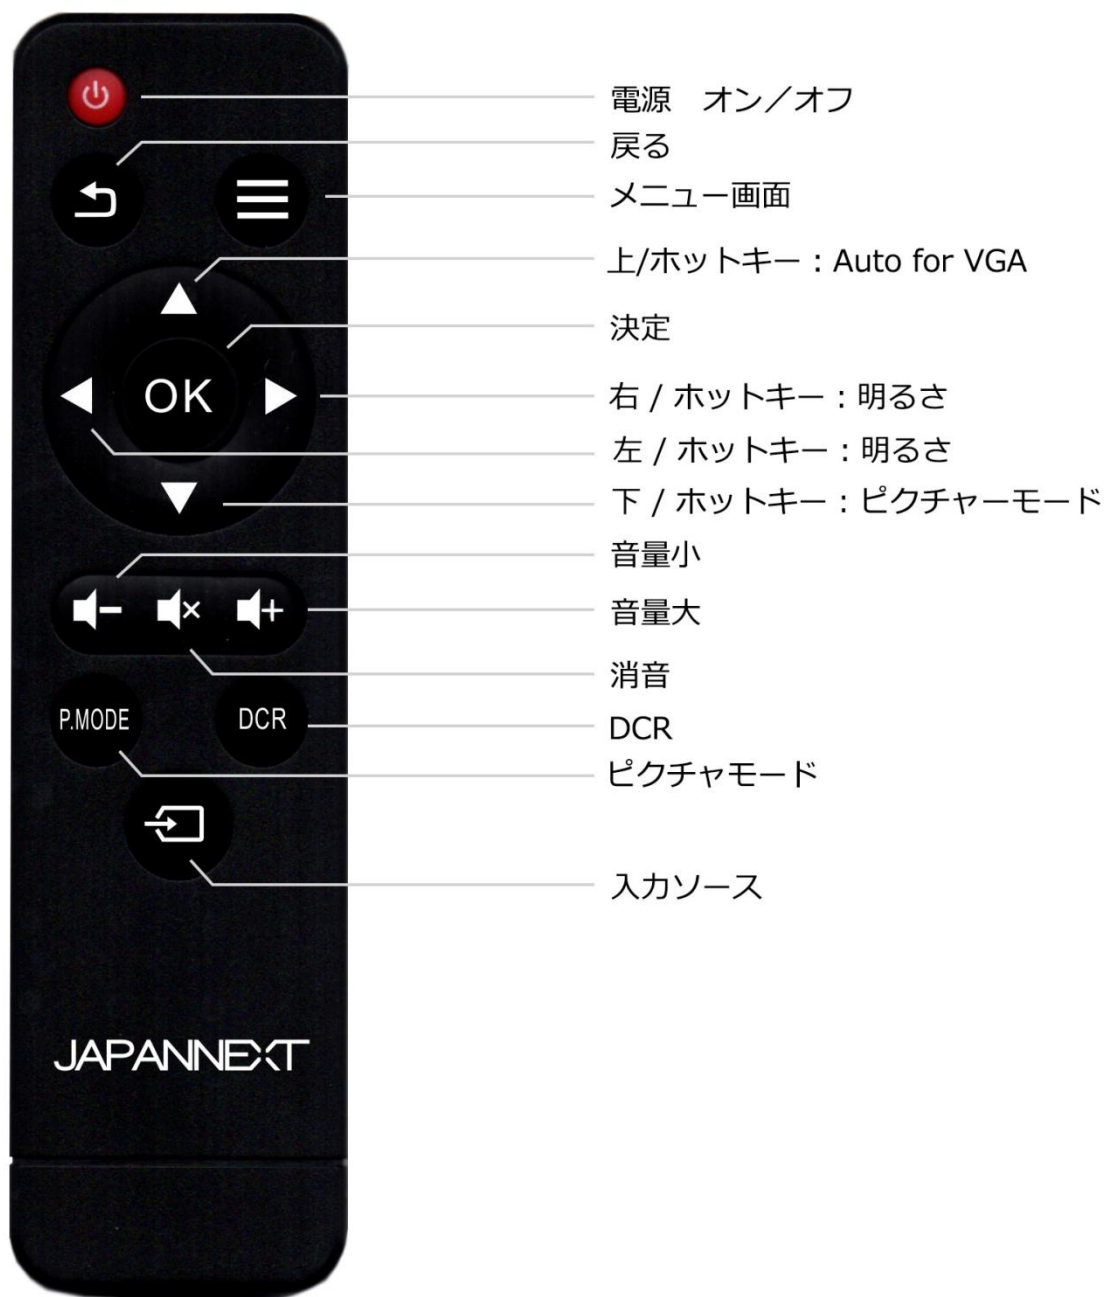 電源　オン／オフ
戻る
メニュー画面
上/ホットキー：Auto for VGA
決定
OK
右 / ホットキー：明るさ
左 / ホットキー：明るさ
下 / ホットキー：ピクチャーモード
音量小
音量大
消音
P.MODE
DCR
DCR
ピクチャモード
入力ソース
JAPANNEXT